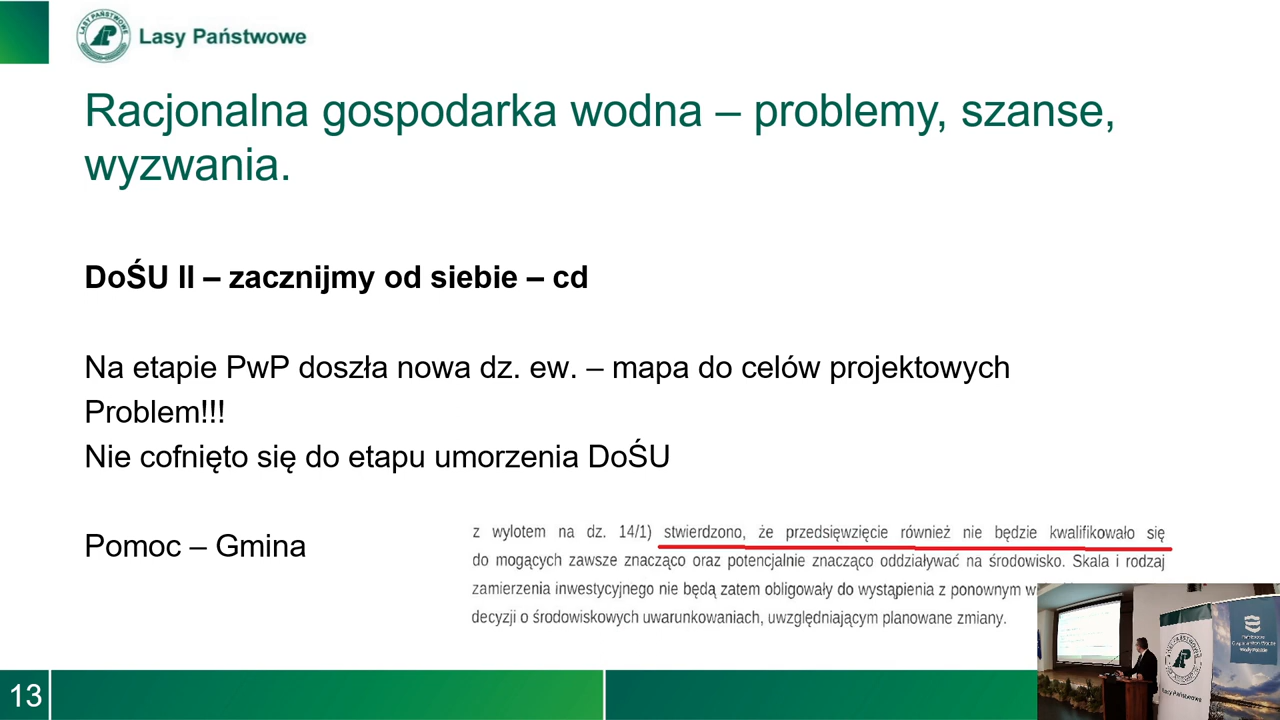 LASY PAŃSTWOWE
Lasy Państwowe
Racjonalna gospodarka wodna – problemy, szanse,
wyzwania.
DoŚU II – zacznijmy od siebie – cd
Na etapie PwP doszła nowa dz. ew. – mapa do celów projektowych
Problem!!!
Nie cofnięto się do etapu umorzenia DoŚU
Pomoc – Gmina
z wylotem na dz. 14/1) stwierdzono, że przedsięwzięcie również nie będzie kwalifikowało się
do mogących zawsze znacząco oraz potencjalnie znacząco oddziaływać na środowisko. Skala i rodzaj
zamierzenia inwestycyjnego nie będą zatem obligowały do wystąpienia z ponownym
decyzji o środowiskowych uwarunkowaniach, uwzględniającym planowane zmiany.
Lasy Państwowe
13